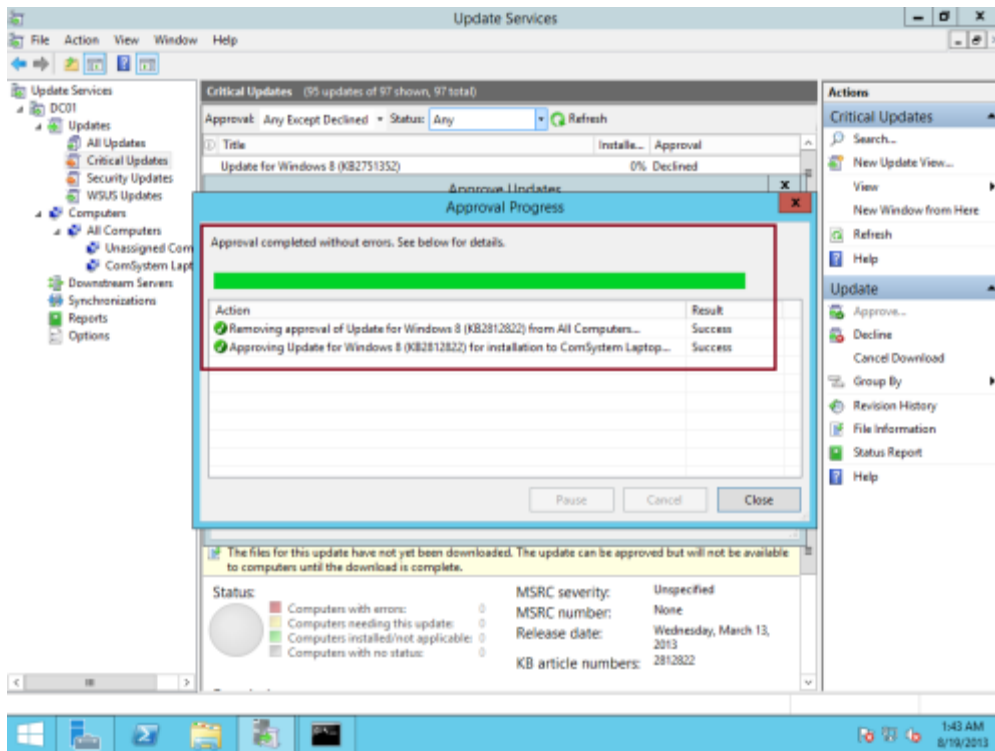 Update Services
File Action View Window Help
Update Services
DC01
Updates
All Updates
Critical Updates
Security Updates
WSUS Updates
Computers
All Computers
Unassigned Com
ComSystem Lapt
Downstream Servers
Synchronizations
Reports
Options
Critical Updates (95 updates of 97 shown, 97 total)
Approval: Any Except Declined Status: Any Refresh
Title Installe... Approval
Update for Windows 8 (KB2751352) 0% Declined
Approve Updates
Approval Progress
Approval completed without errors. See below for details.
Action Result
Removing approval of Update for Windows 8 (KB2812822) from All Computers... Success
Approving Update for Windows 8 (KB2812822) for installation to ComSystem Laptop... Success
Pause Cancel Close
The files for this update have not yet been downloaded. The update can be approved but will not be available
to computers until the download is complete.
Status:
Computers with errors: 0
Computers needing this update: 0
Computers installed/not applicable: 0
Computers with no status: 0
MSRC severity: Unspecified
MSRC number: None
Release date: Wednesday, March 13,
2013
KB article numbers: 2812822
Actions
Critical Updates
Search...
New Update View...
View
New Window from Here
Refresh
Help
Update
Approve...
Decline
Cancel Download
Group By
Revision History
File Information
Status Report
Help
1:43 AM
8/19/2013